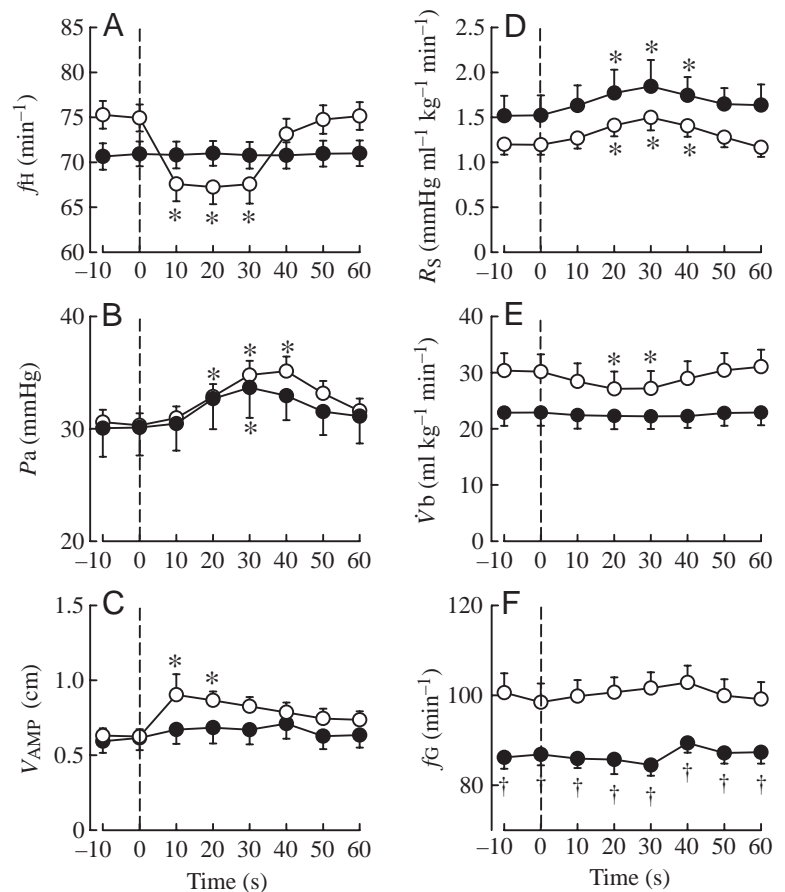 A
85
80
75
70
65
60
fH (min⁻¹)
* * *
–10 0 10 20 30 40 50 60
B
40
30
20
Pa (mmHg)
* * *
*
–10 0 10 20 30 40 50 60
C
1.5
1.0
0.5
0
VAMP (cm)
* *
–10 0 10 20 30 40 50 60
Time (s)
D
2.5
2.0
1.5
1.0
0.5
0
RS (mmHg ml⁻¹ kg⁻¹ min⁻¹)
* * *
* * *
–10 0 10 20 30 40 50 60
E
40
30
20
10
0
V̇b (ml kg⁻¹ min⁻¹)
* *
–10 0 10 20 30 40 50 60
F
120
100
80
fG (min⁻¹)
† † † † † † † †
–10 0 10 20 30 40 50 60
Time (s)